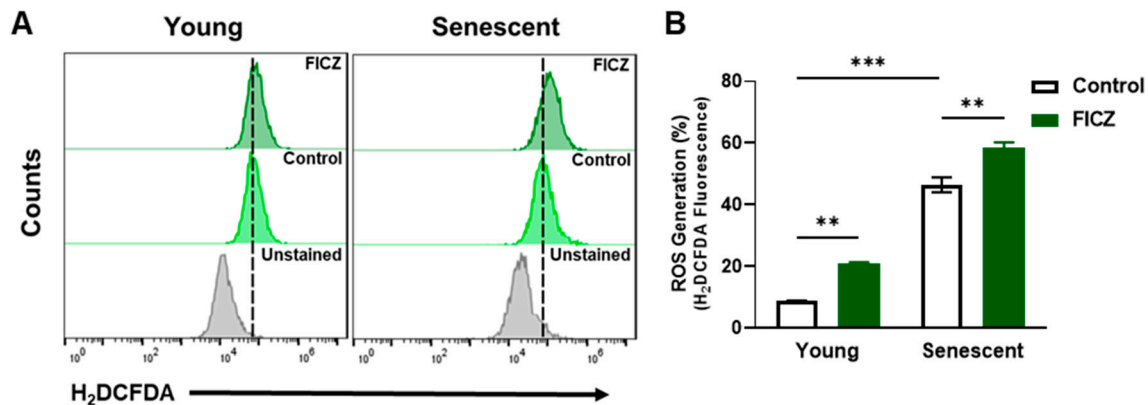 A
Young
Senescent
FICZ
Control
Unstained
FICZ
Control
Unstained
Counts
10⁰ 10² 10⁴ 10⁶
10⁰ 10² 10⁴ 10⁶
H₂DCFDA
B
ROS Generation (%)
(H₂DCFDA Fluorescence)
80
60
40
20
0
***
**
**
Control
FICZ
Young
Senescent